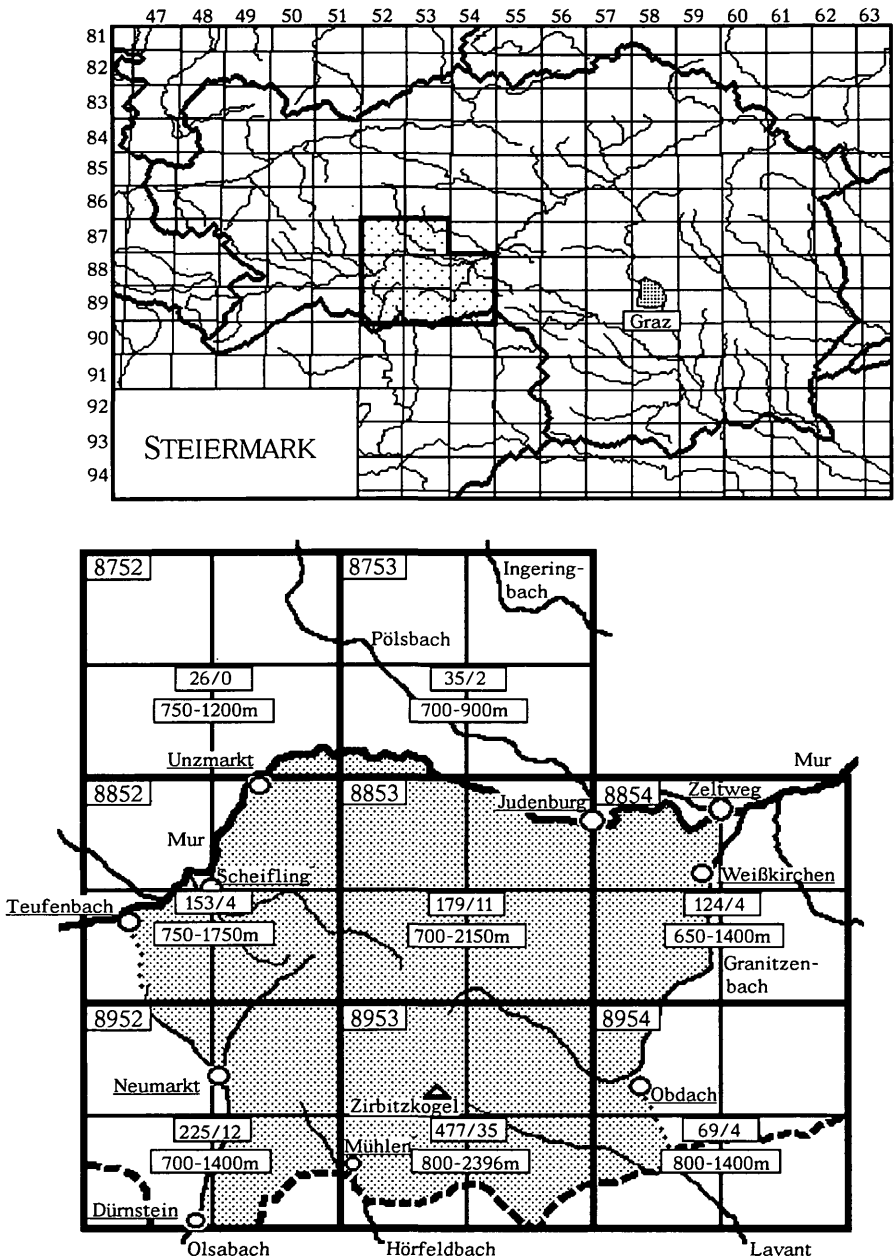 47 48 49 50 51 52 53 54 55 56 57 58 59 60 61 62 63
81
82
83
84
85
86
87
88
89
90
91
92
93
94
Graz
STEIERMARK
8752
8753
Ingering-
bach
Pölsbach
26/0
35/2
750-1200m
700-900m
Unzmarkt
Mur
8852
8853
Judenburg
8854
Zeltweg
Mur
Scheifling
Weißkirchen
Teufenbach
153/4
179/11
124/4
750-1750m
700-2150m
650-1400m
Granitzen-
bach
8952
8953
8954
Neumarkt
Obdach
Zirbitzkogel
225/12
477/35
69/4
Mühlen
700-1400m
800-2396m
800-1400m
Dürnstein
Olsabach
Hörfeldbach
Lavant